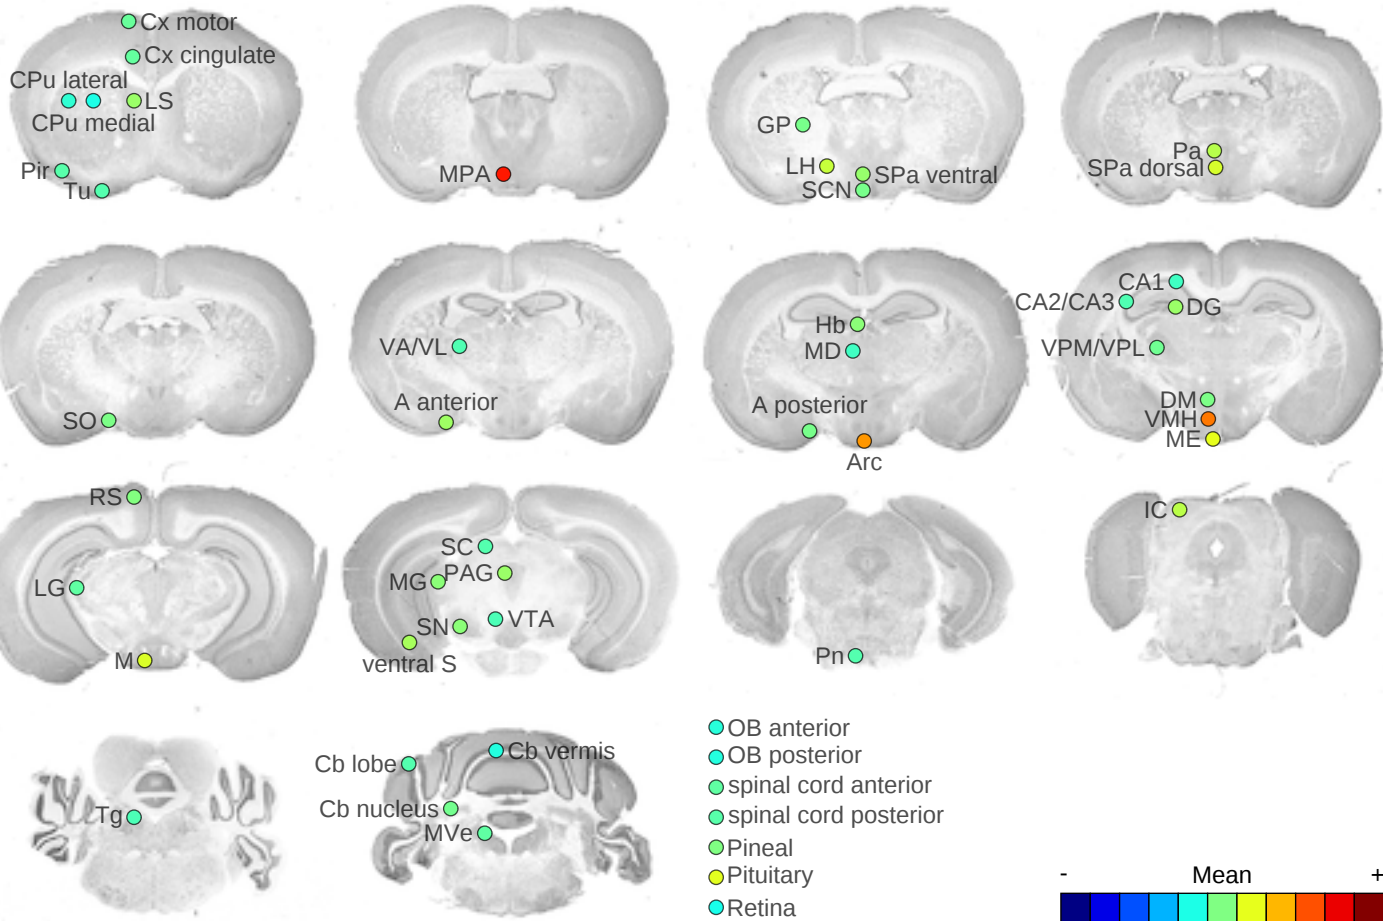 Cx motor
Cx cingulate
CPu lateral
LS
CPu medial
Pir
Tu
MPA
GP
LH
SPa ventral
SCN
Pa
SPa dorsal
SO
VA/VL
A anterior
Hb
MD
A posterior
Arc
CA1
CA2/CA3
DG
VPM/VPL
DM
VMH
ME
RS
LG
M
SC
MG
PAG
SN
VTA
ventral S
Pn
IC
Tg
Cb lobe
Cb vermis
Cb nucleus
MVe
OB anterior
OB posterior
spinal cord anterior
spinal cord posterior
Pineal
Pituitary
Retina
- Mean +